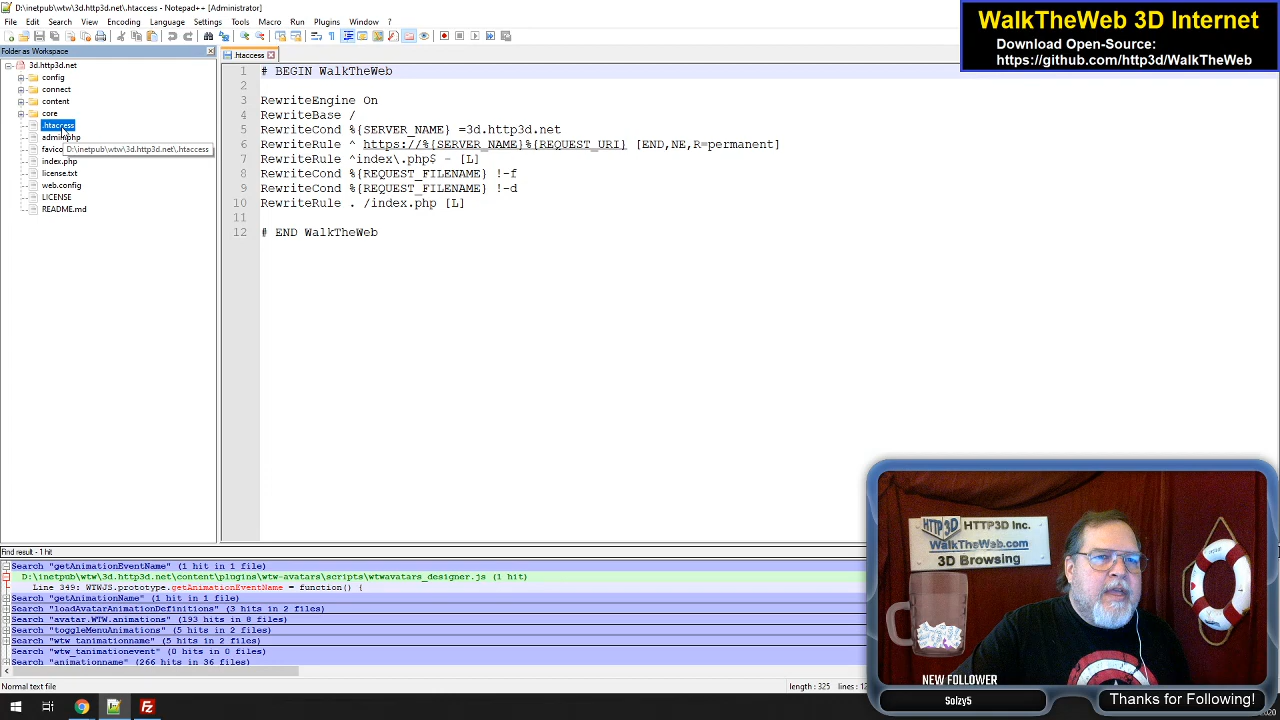 D:\inetpub\wtw\3d.http3d.net\.htaccess - Notepad++ [Administrator]
File Edit Search View Encoding Language Settings Tools Macro Run Plugins Window ?
Folder as Workspace
3d.http3d.net
config
connect
content
core
.htaccess
admin.php
favico
D:\inetpub\wtw\3d.http3d.net\.htaccess
index.php
license.txt
web.config
LICENSE
README.md
.htaccess
1 # BEGIN WalkTheWeb
2
3 RewriteEngine On
4 RewriteBase /
5 RewriteCond %{SERVER_NAME} =3d.http3d.net
6 RewriteRule ^ https://%{SERVER_NAME}%{REQUEST_URI} [END,NE,R=permanent]
7 RewriteRule ^index\.php$ - [L]
8 RewriteCond %{REQUEST_FILENAME} !-f
9 RewriteCond %{REQUEST_FILENAME} !-d
10 RewriteRule . /index.php [L]
11
12 # END WalkTheWeb
WalkTheWeb 3D Internet
Download Open-Source:
https://github.com/http3d/WalkTheWeb
Find result - 1 hit
Search "getAnimationEventName" (1 hit in 1 file)
D:\inetpub\wtw\3d.http3d.net\content\plugins\wtw-avatars\scripts\wtwavatars_designer.js (1 hit)
Line 349: WTWJS.prototype.getAnimationEventName = function() {
Search "getAnimationName" (1 hit in 1 file)
Search "loadAvatarAnimationDefinitions" (3 hits in 2 files)
Search "avatar.WTW.animations" (193 hits in 8 files)
Search "toggleMenuAnimations" (5 hits in 2 files)
Search "wtw_tanimationname" (5 hits in 2 files)
Search "wtw_tanimationevent" (0 hits in 0 files)
Search "animationname" (266 hits in 36 files)
Normal text file
length : 325 lines : 12
HTTP3D HTTP3D Inc.
WalkTheWeb.com
3D Browsing
NEW FOLLOWER
Solzy5
Thanks for Following!
2020